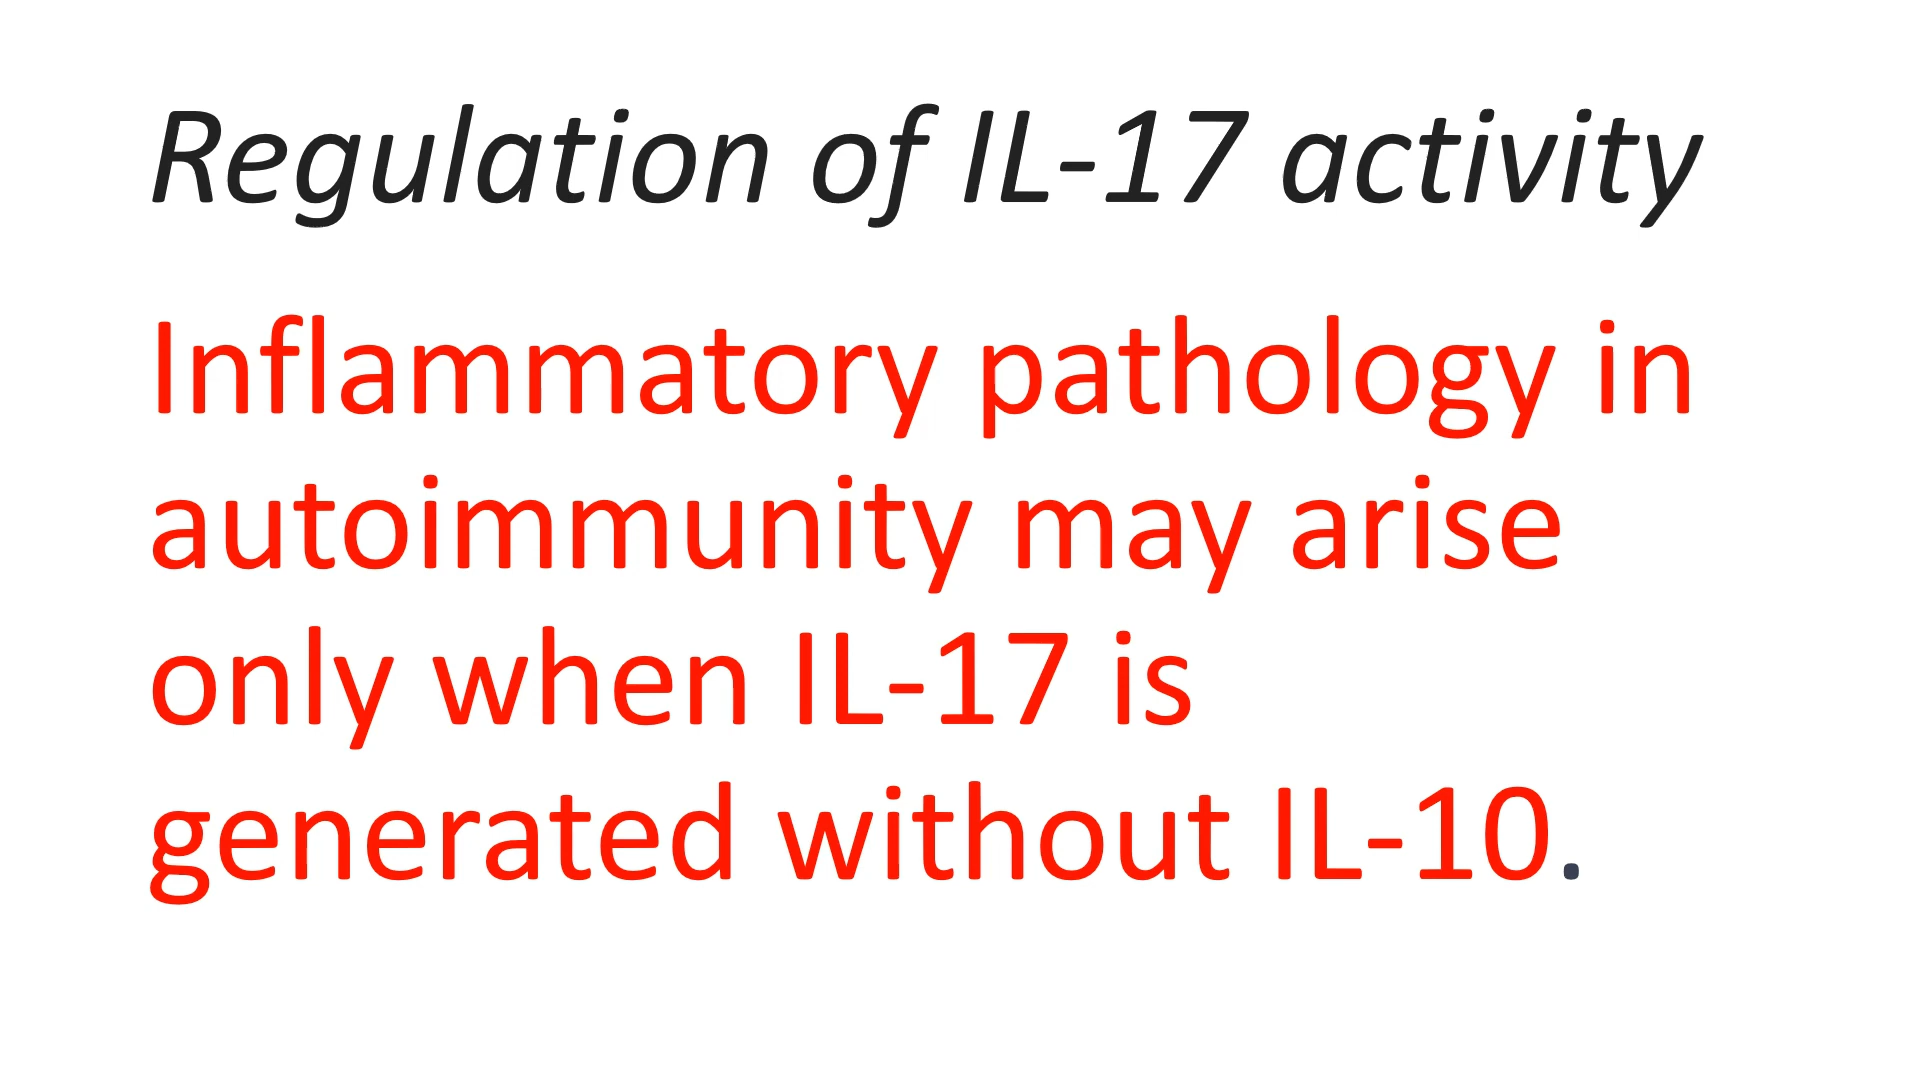 Regulation of IL-17 activity
Inflammatory pathology in
autoimmunity may arise
only when IL-17 is
generated without IL-10.